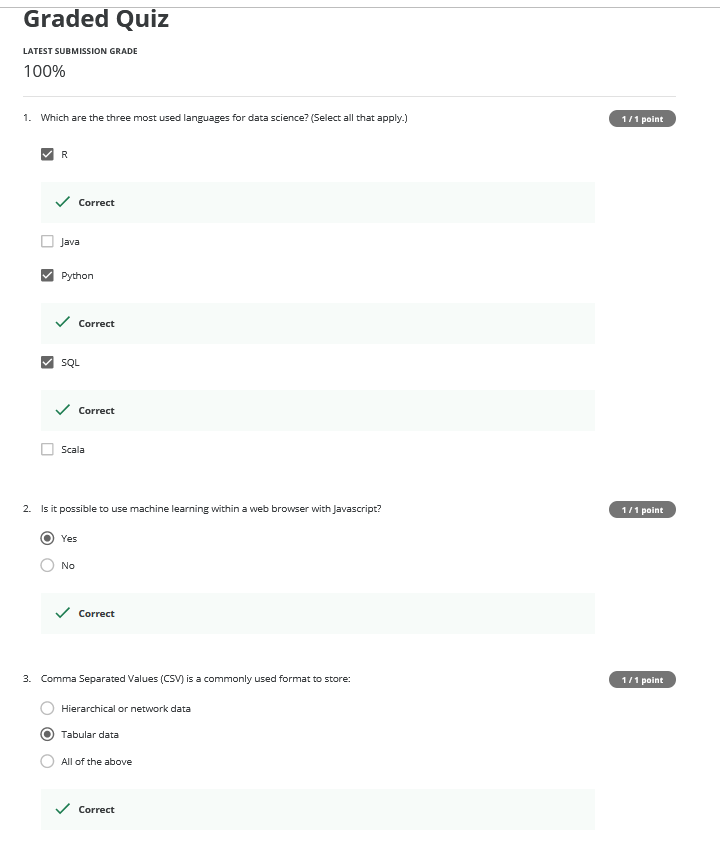 Graded Quiz
LATEST SUBMISSION GRADE
100%
1. Which are the three most used languages for data science? (Select all that apply.)
1 / 1 point
R
Correct
Java
Python
Correct
SQL
Correct
Scala
2. Is it possible to use machine learning within a web browser with Javascript?
1 / 1 point
Yes
No
Correct
3. Comma Separated Values (CSV) is a commonly used format to store:
1 / 1 point
Hierarchical or network data
Tabular data
All of the above
Correct